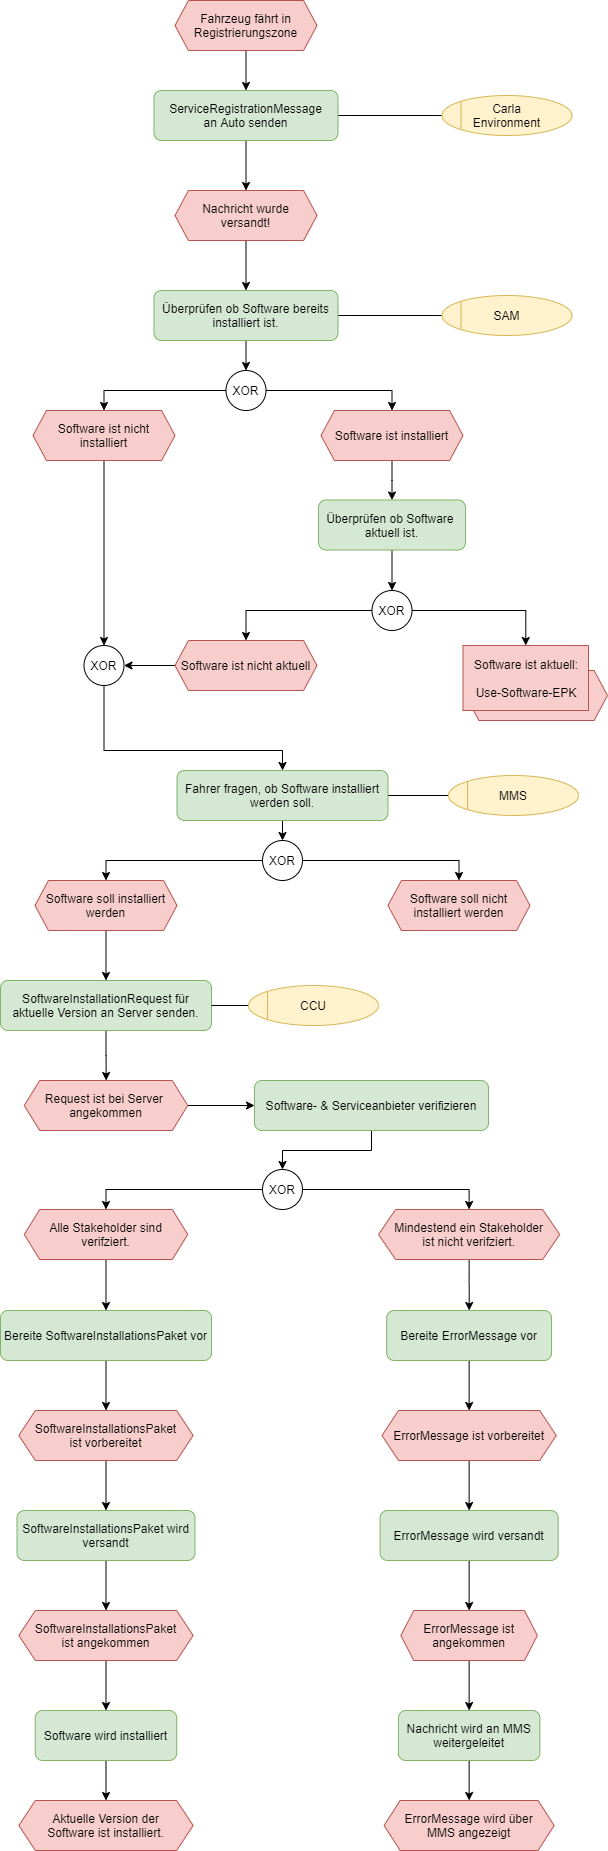 Fahrzeug fährt in
Registrierungszone
ServiceRegistrationMessage
an Auto senden
Carla
Environment
Nachricht wurde
versandt!
Überprüfen ob Software bereits
installiert ist.
SAM
XOR
Software ist nicht
installiert
Software ist installiert
Überprüfen ob Software
aktuell ist.
XOR
XOR
Software ist nicht aktuell
Software ist aktuell:
Use-Software-EPK
Fahrer fragen, ob Software installiert
werden soll.
MMS
XOR
Software soll installiert
werden
Software soll nicht
installiert werden
SoftwareInstallationRequest für
aktuelle Version an Server senden.
CCU
Request ist bei Server
angekommen
Software- & Serviceanbieter verifizieren
XOR
Alle Stakeholder sind
verifziert.
Mindestend ein Stakeholder
ist nicht verifziert.
Bereite SoftwareInstallationsPaket vor
Bereite ErrorMessage vor
SoftwareInstallationsPaket
ist vorbereitet
ErrorMessage ist vorbereitet
SoftwareInstallationsPaket wird
versandt
ErrorMessage wird versandt
SoftwareInstallationsPaket
ist angekommen
ErrorMessage ist
angekommen
Software wird installiert
Nachricht wird an MMS
weitergeleitet
Aktuelle Version der
Software ist installiert.
ErrorMessage wird über
MMS angezeigt